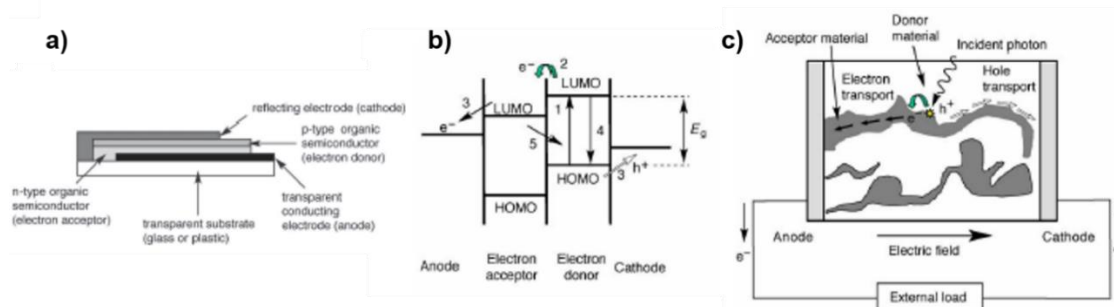 a)
reflecting electrode (cathode)
p-type organic
semiconductor
(electron donor)
n-type organic
semiconductor
(electron acceptor)
transparent substrate
(glass or plastic)
transparent
conducting
electrode (anode)
b)
e⁻
2
LUMO
3
LUMO
1
e⁻
4
E_g
5
HOMO
3
h⁺
HOMO
Anode
Electron
acceptor
Electron
donor
Cathode
c)
Donor
material
Acceptor material
Incident photon
Electron
transport
Hole
transport
h⁺
e
Anode
Electric field
Cathode
e⁻
External load